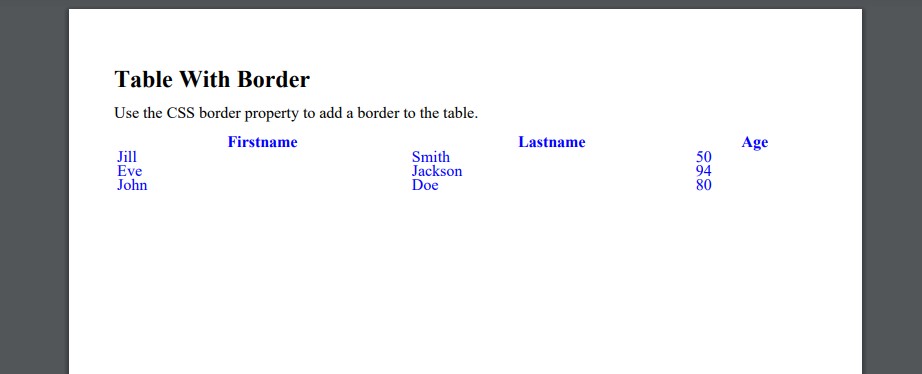 Table With Border
Use the CSS border property to add a border to the table.
Firstname Lastname Age
Jill Smith 50
Eve Jackson 94
John Doe 80